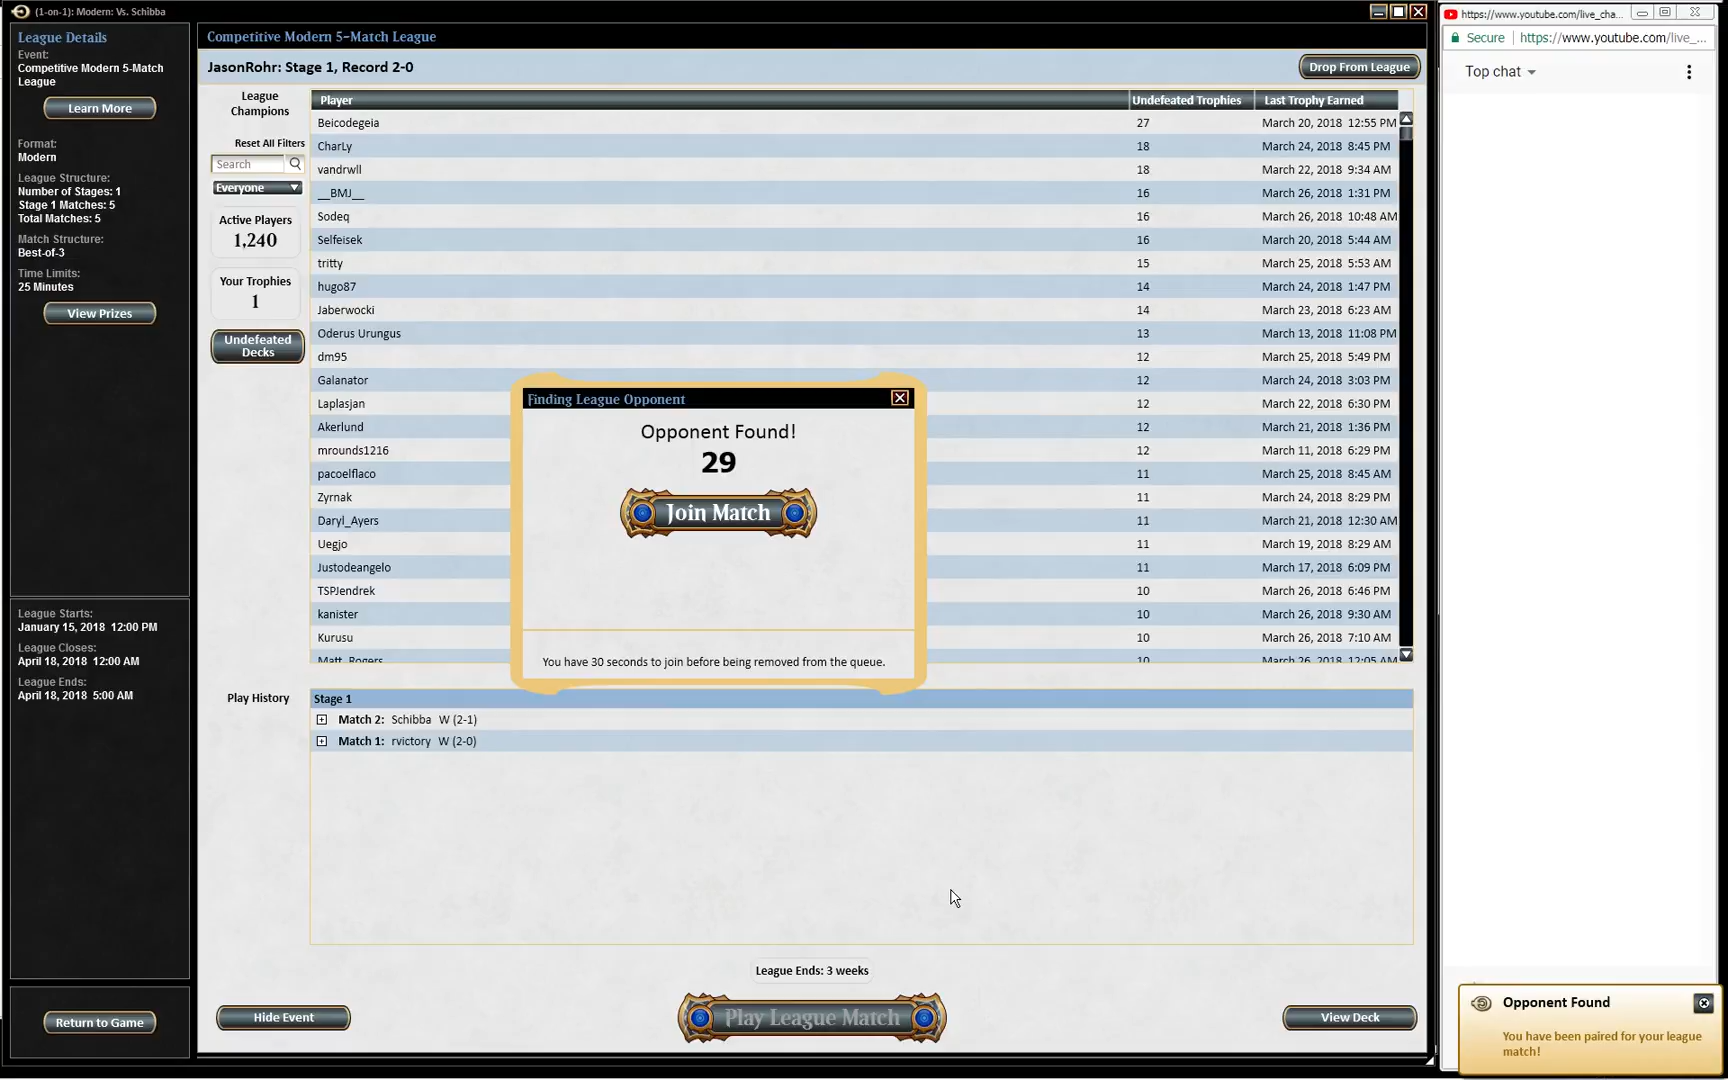 (1-on-1): Modern: Vs. Schibba
League Details
Event:
Competitive Modern 5-Match
League
Learn More
Format:
Modern
League Structure:
Number of Stages: 1
Stage 1 Matches: 5
Total Matches: 5
Match Structure:
Best-of-3
Time Limits:
25 Minutes
View Prizes
League Starts:
January 15, 2018 12:00 PM
League Closes:
April 18, 2018 12:00 AM
League Ends:
April 18, 2018 5:00 AM
Return to Game
Competitive Modern 5-Match League
JasonRohr: Stage 1, Record 2-0
Drop From League
League
Champions
Reset All Filters
Search
Everyone
Active Players
1,240
Your Trophies
1
Undefeated
Decks
Player Undefeated Trophies Last Trophy Earned
Beicodegeia 27 March 20, 2018 12:55 PM
CharLy 18 March 24, 2018 8:45 PM
vandrwll 18 March 22, 2018 9:34 AM
__BMJ__ 16 March 26, 2018 1:31 PM
Sodeq 16 March 26, 2018 10:48 AM
Selfeisek 16 March 20, 2018 5:44 AM
tritty 15 March 25, 2018 5:53 AM
hugo87 14 March 24, 2018 1:47 PM
Jaberwocki 14 March 23, 2018 6:23 AM
Oderus Urungus 13 March 13, 2018 11:08 PM
dm95 12 March 25, 2018 5:49 PM
Galanator 12 March 24, 2018 3:03 PM
Laplasjan 12 March 22, 2018 6:30 PM
Akerlund 12 March 21, 2018 1:36 PM
mrounds1216 12 March 11, 2018 6:29 PM
pacoelflaco 11 March 25, 2018 8:45 AM
Zyrnak 11 March 24, 2018 8:29 PM
Daryl_Ayers 11 March 21, 2018 12:30 AM
Uegjo 11 March 19, 2018 8:29 AM
Justodeangelo 11 March 17, 2018 6:09 PM
TSPJendrek 10 March 26, 2018 6:46 PM
kanister 10 March 26, 2018 9:30 AM
Kurusu 10 March 26, 2018 7:10 AM
Matt_Rogers 10 March 26, 2018 12:05 AM
Finding League Opponent
Opponent Found!
29
Join Match
You have 30 seconds to join before being removed from the queue.
Play History
Stage 1
Match 2: Schibba W (2-1)
Match 1: rvictory W (2-0)
League Ends: 3 weeks
Hide Event
Play League Match
View Deck
https://www.youtube.com/live_cha...
Secure https://www.youtube.com/live_...
Top chat
Opponent Found
You have been paired for your league
match!